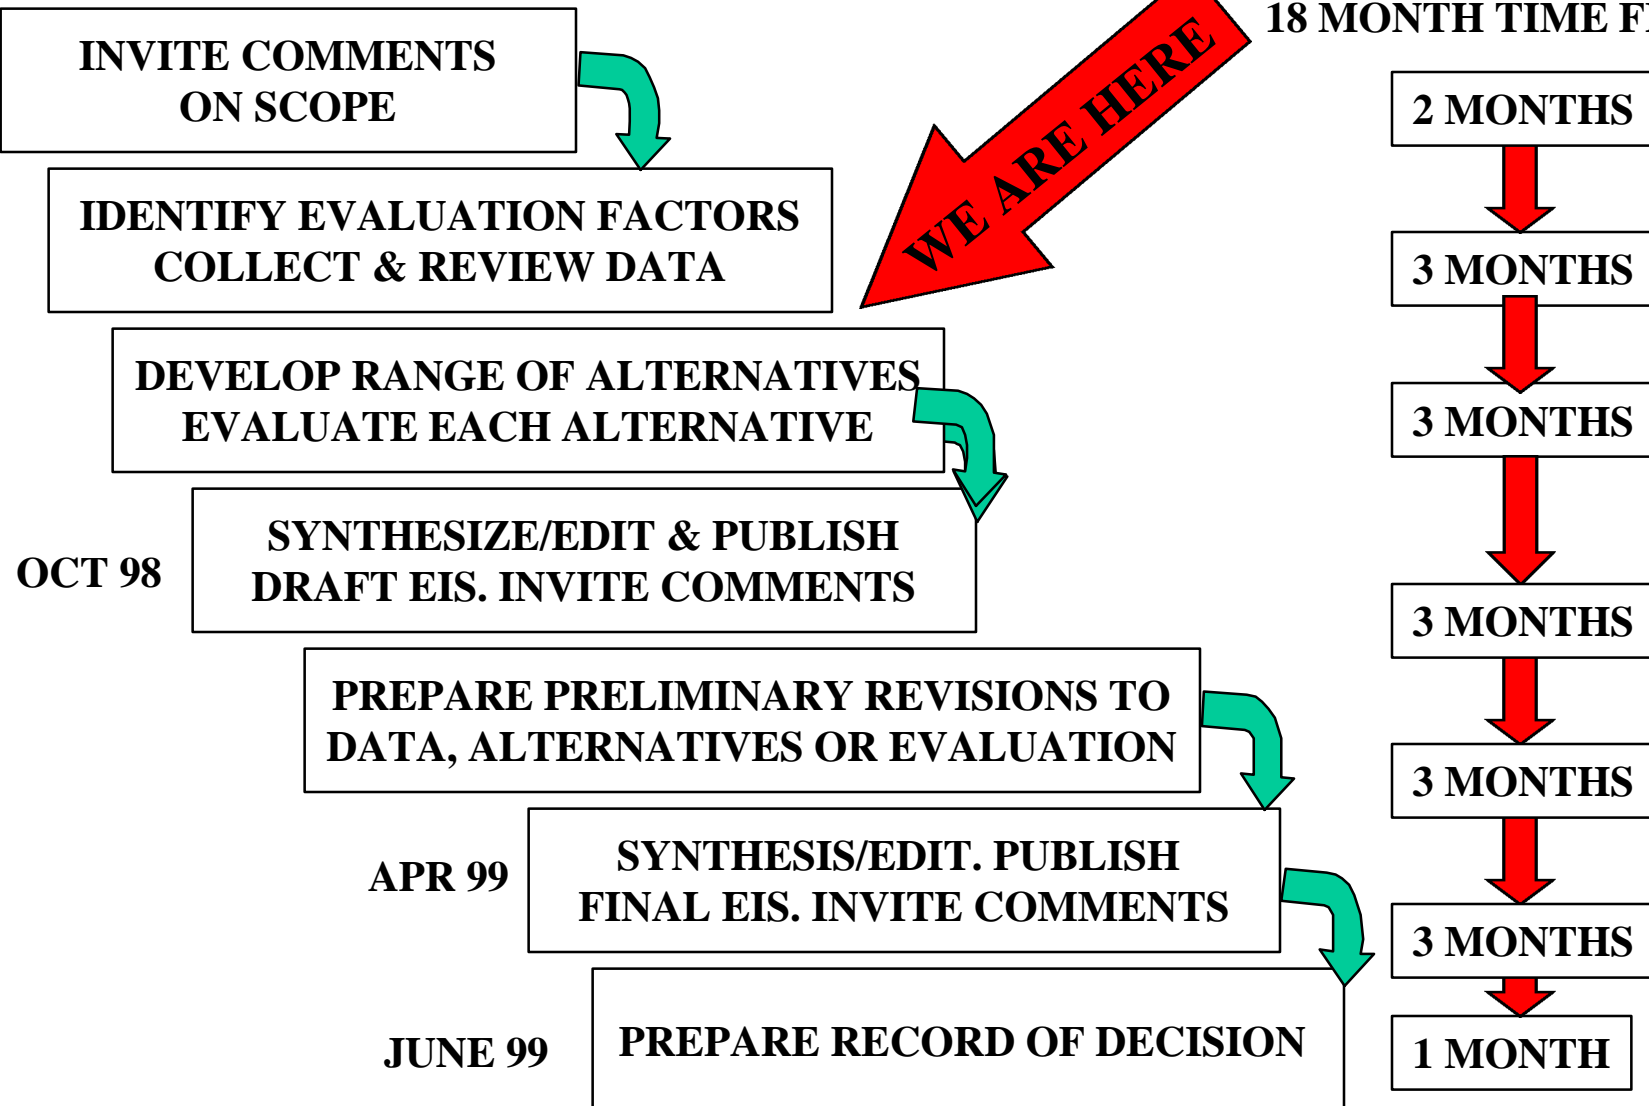 18 MONTH TIME
INVITE COMMENTS
ON SCOPE
WE ARE HERE
2 MONTHS
IDENTIFY EVALUATION FACTORS
COLLECT & REVIEW DATA
3 MONTHS
DEVELOP RANGE OF ALTERNATIVES
EVALUATE EACH ALTERNATIVE
3 MONTHS
OCT 98
SYNTHESIZE/EDIT & PUBLISH
DRAFT EIS. INVITE COMMENTS
3 MONTHS
PREPARE PRELIMINARY REVISIONS TO
DATA, ALTERNATIVES OR EVALUATION
3 MONTHS
APR 99
SYNTHESIS/EDIT. PUBLISH
FINAL EIS. INVITE COMMENTS
3 MONTHS
JUNE 99
PREPARE RECORD OF DECISION
1 MONTH